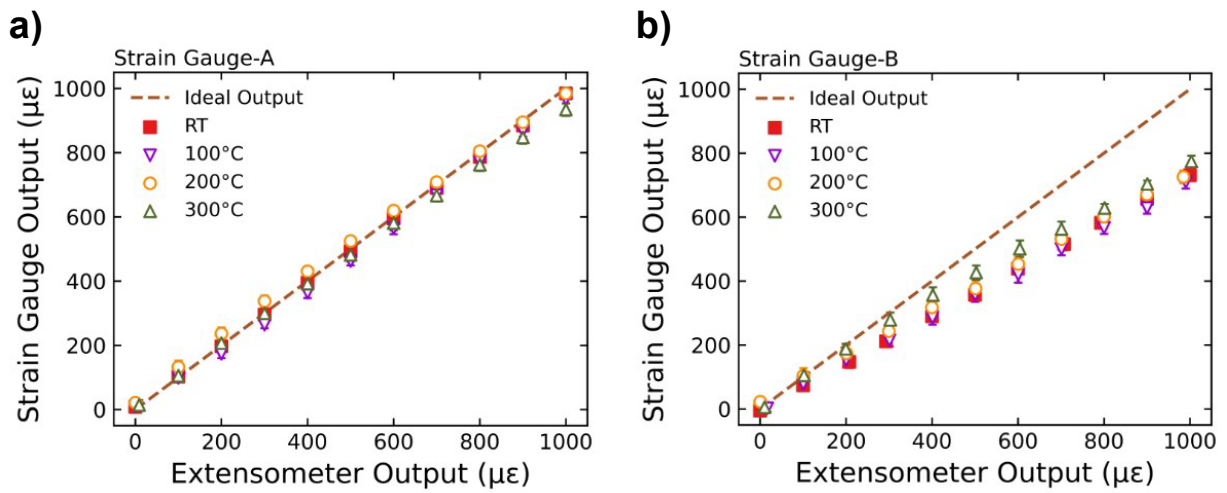 a)
Strain Gauge-A
Strain Gauge Output (με)
1000
800
600
400
200
0
Ideal Output
RT
100°C
200°C
300°C
0 200 400 600 800 1000
Extensometer Output (με)
b)
Strain Gauge-B
Strain Gauge Output (με)
1000
800
600
400
200
0
Ideal Output
RT
100°C
200°C
300°C
0 200 400 600 800 1000
Extensometer Output (με)